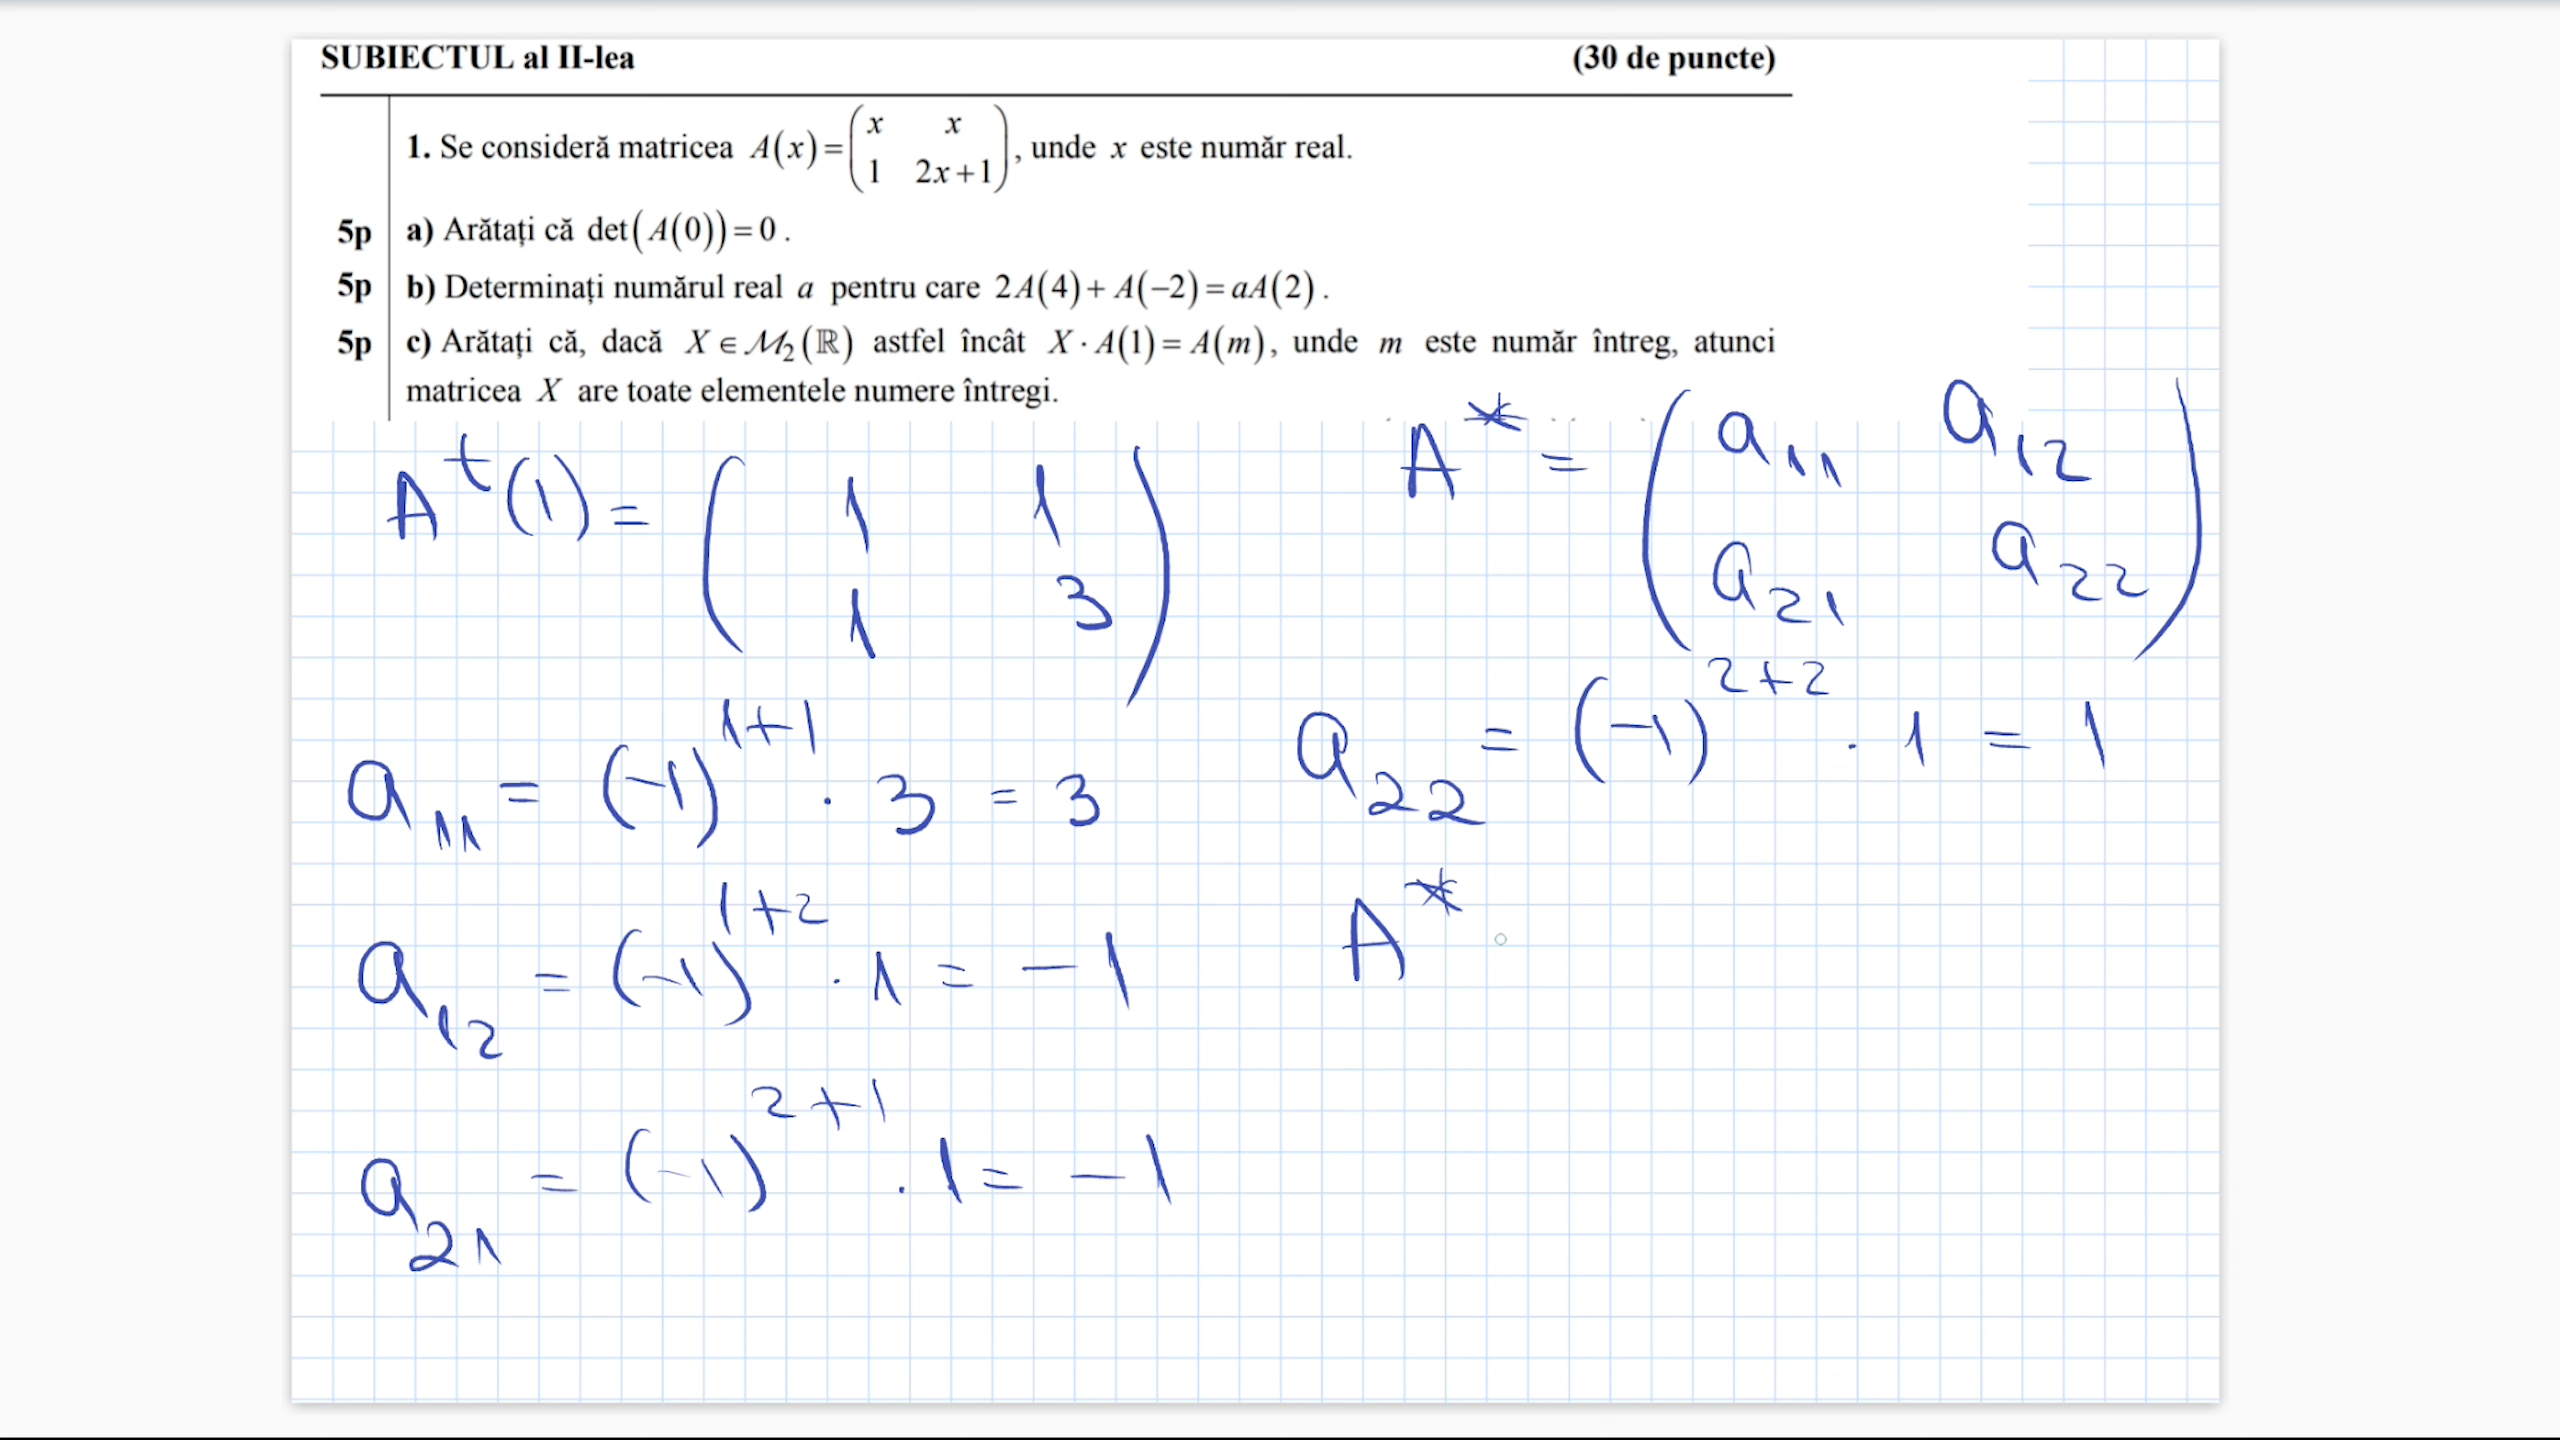 SUBIECTUL al II-lea (30 de puncte)
1. Se consideră matricea A(x) = ( x x
1 2x+1 ), unde x este număr real.
5p a) Arătați că det(A(0)) = 0 .
5p b) Determinați numărul real a pentru care 2A(4) + A(−2) = aA(2) .
5p c) Arătați că, dacă X ∈ M₂(ℝ) astfel încât X · A(1) = A(m), unde m este număr întreg, atunci
matricea X are toate elementele numere întregi.
Aᵗ(1) = ( 1 1
1 3 )
a₁₁ = (-1)¹⁺¹ · 3 = 3
a₁₂ = (-1)¹⁺² · 1 = -1
a₂₁ = (-1)²⁺¹ · 1 = -1
A* = ( a₁₁ a₁₂
a₂₁ a₂₂ )
a₂₂ = (-1)²⁺² · 1 = 1
A*